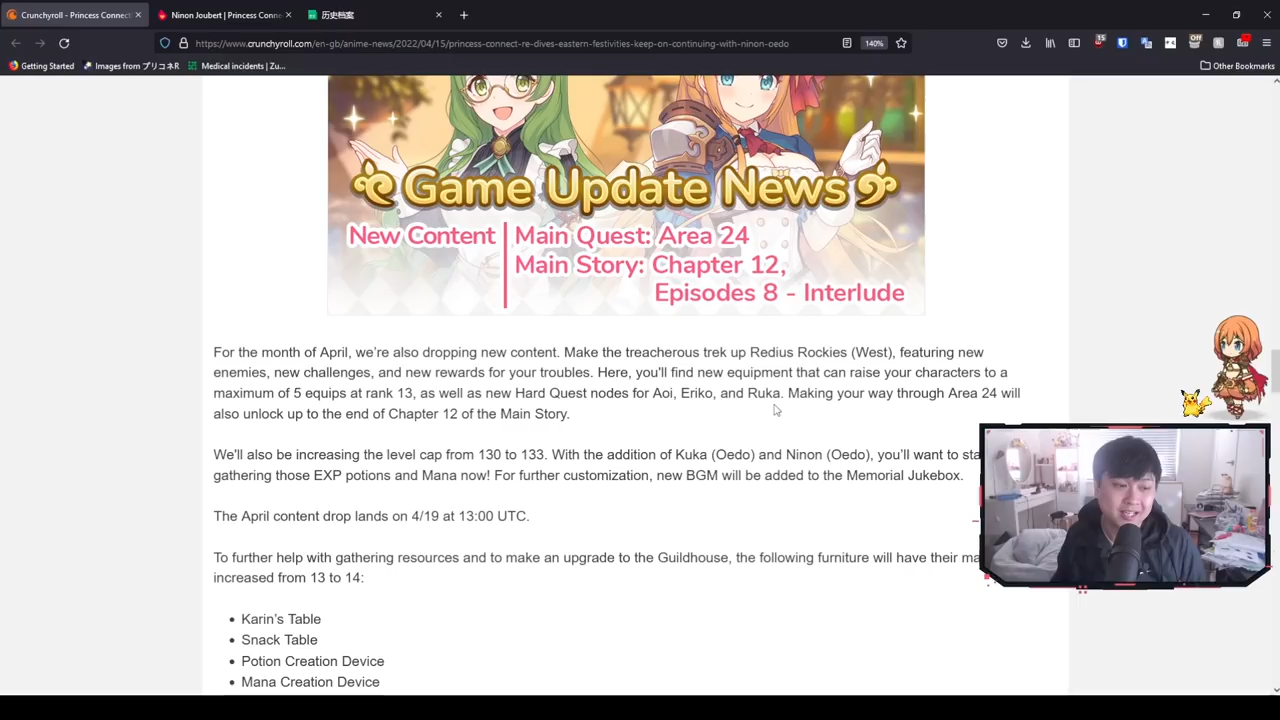 Crunchyroll - Princess Connect
Ninon Joubert | Princess Conne
历史档案
https://www.crunchyroll.com/en-gb/anime-news/2022/04/15/princess-connect-re-dives-eastern-festivities-keep-on-continuing-with-ninon-oedo
140%
15
Off
Getting Started
Images from プリコネR
Medical incidents | Zu...
Other Bookmarks
Game Update News
New Content
Main Quest: Area 24
Main Story: Chapter 12,
Episodes 8 - Interlude
For the month of April, we're also dropping new content. Make the treacherous trek up Redius Rockies (West), featuring new
enemies, new challenges, and new rewards for your troubles. Here, you'll find new equipment that can raise your characters to a
maximum of 5 equips at rank 13, as well as new Hard Quest nodes for Aoi, Eriko, and Ruka. Making your way through Area 24 will
also unlock up to the end of Chapter 12 of the Main Story.
We'll also be increasing the level cap from 130 to 133. With the addition of Kuka (Oedo) and Ninon (Oedo), you'll want to sta
gathering those EXP potions and Mana now! For further customization, new BGM will be added to the Memorial Jukebox.
The April content drop lands on 4/19 at 13:00 UTC.
To further help with gathering resources and to make an upgrade to the Guildhouse, the following furniture will have their ma
increased from 13 to 14:
• Karin's Table
• Snack Table
• Potion Creation Device
• Mana Creation Device